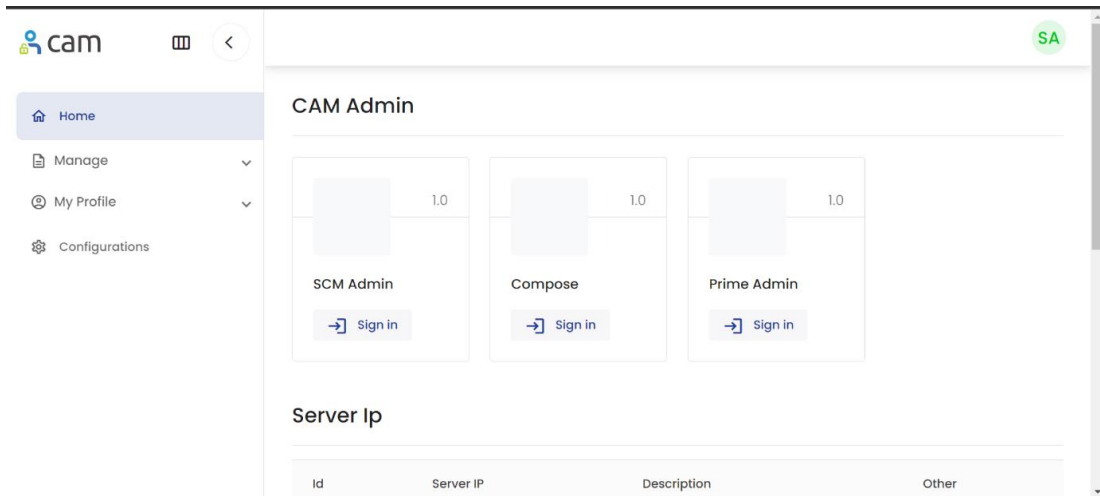 cam
SA
Home
Manage
My Profile
Configurations
CAM Admin
1.0
SCM Admin
Sign in
1.0
Compose
Sign in
1.0
Prime Admin
Sign in
Server Ip
Id Server IP Description Other